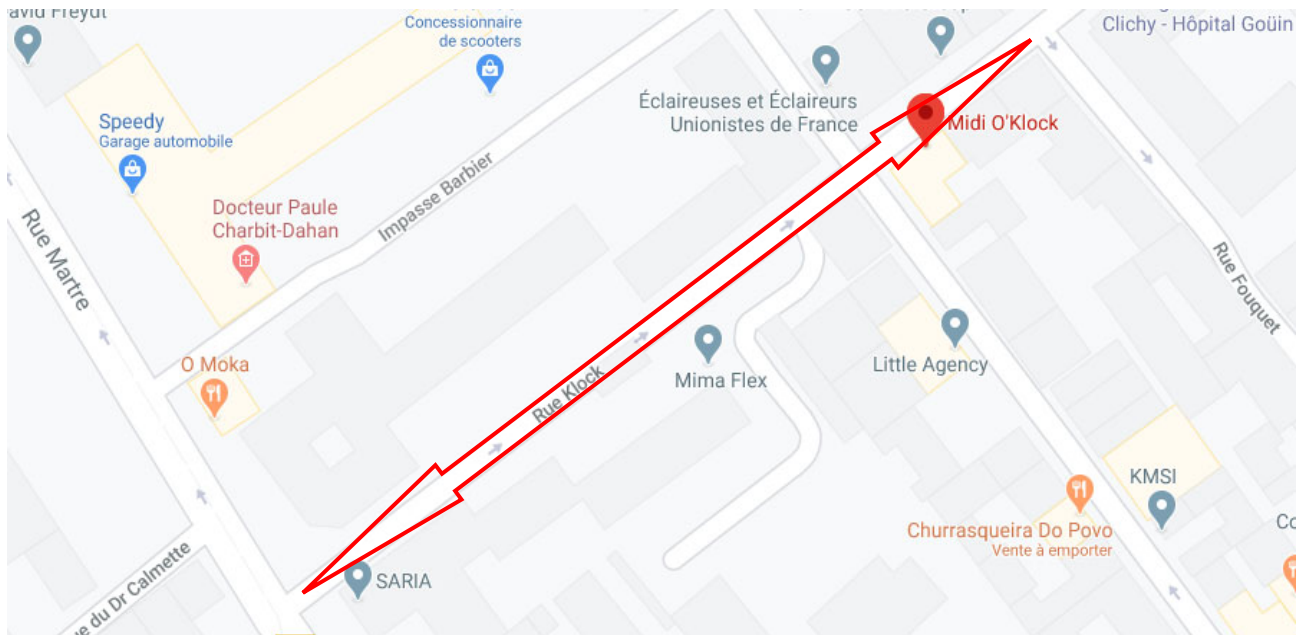 David Freydt
Concessionnaire
de scooters
Clichy - Hôpital Goüin
Éclaireuses et Éclaireurs
Unionistes de France
Midi O'Klock
Speedy
Garage automobile
Impasse Barbier
Docteur Paule
Charbit-Dahan
Rue Martre
Rue Fouquet
O Moka
Rue Klock
Mima Flex
Little Agency
KMSI
Churrasqueira Do Povo
Vente à emporter
SARIA
ue du Dr Calmette
Co